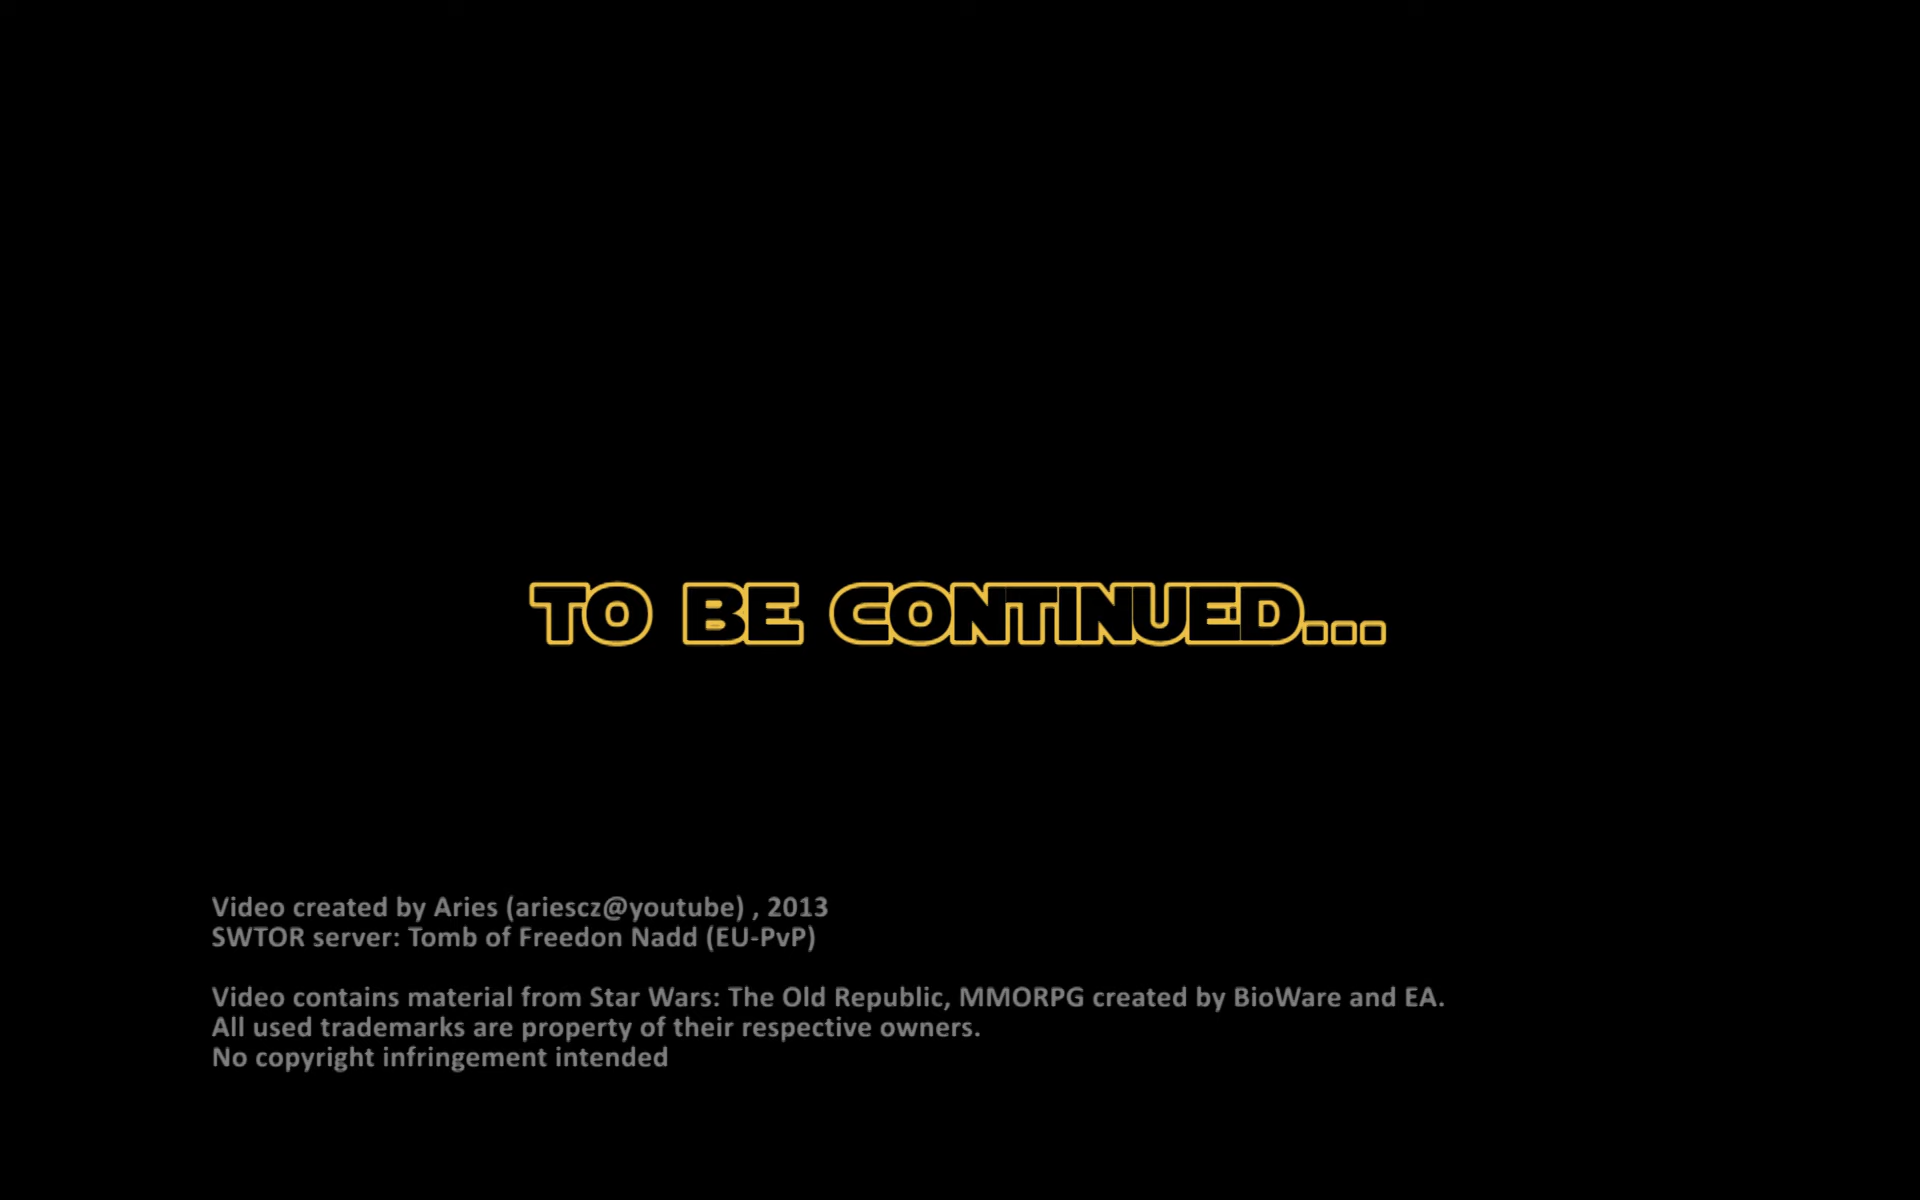 TO BE CONTINUED...
Video created by Aries (ariescz@youtube) , 2013
SWTOR server: Tomb of Freedon Nadd (EU-PvP)
Video contains material from Star Wars: The Old Republic, MMORPG created by BioWare and EA.
All used trademarks are property of their respective owners.
No copyright infringement intended